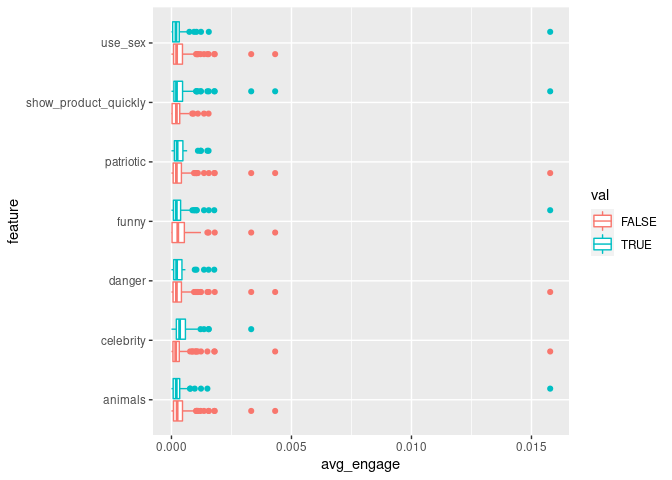 use_sex
show_product_quickly
patriotic
funny
danger
celebrity
animals
feature
0.000 0.005 0.010 0.015
avg_engage
val
FALSE
TRUE